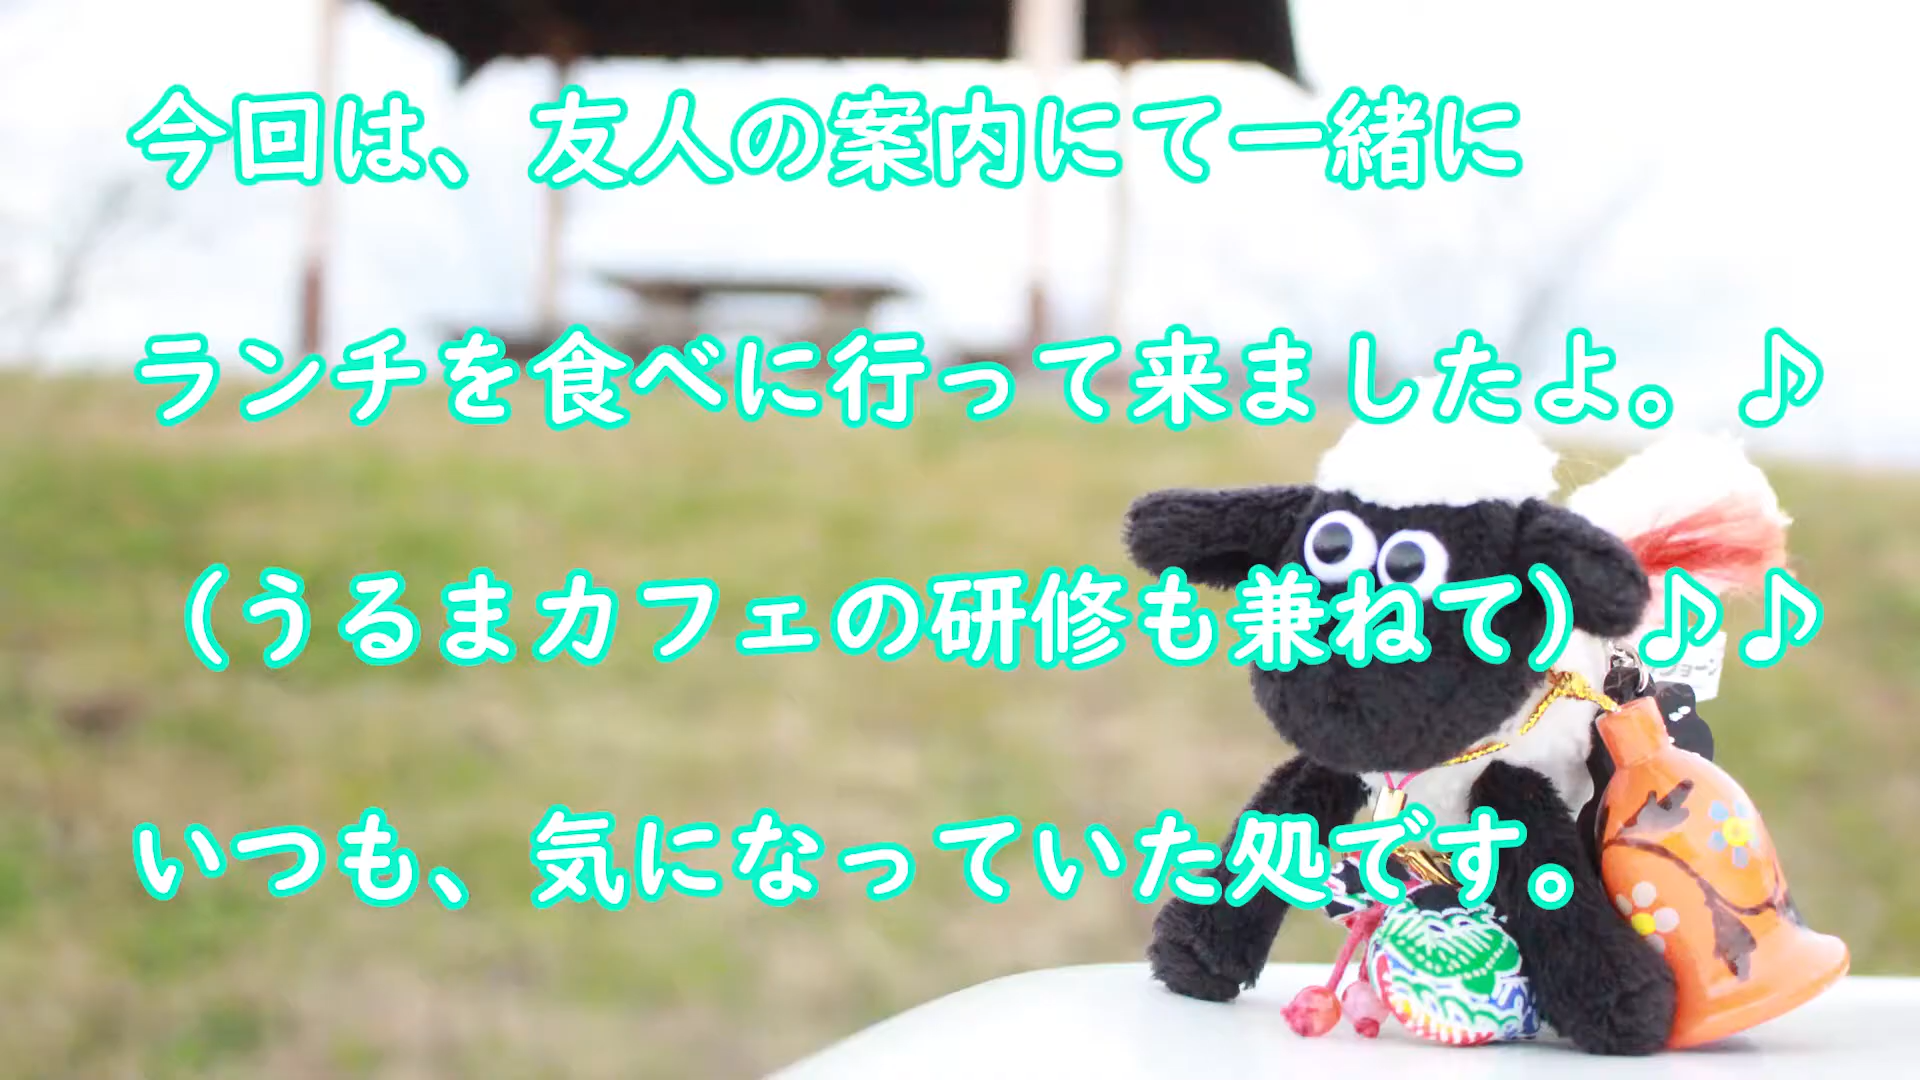 今回は、友人の案内にて一緒に
ランチを食べに行って来ましたよ。♪
（うるまカフェの研修も兼ねて）♪♪
いつも、気になっていた処です。